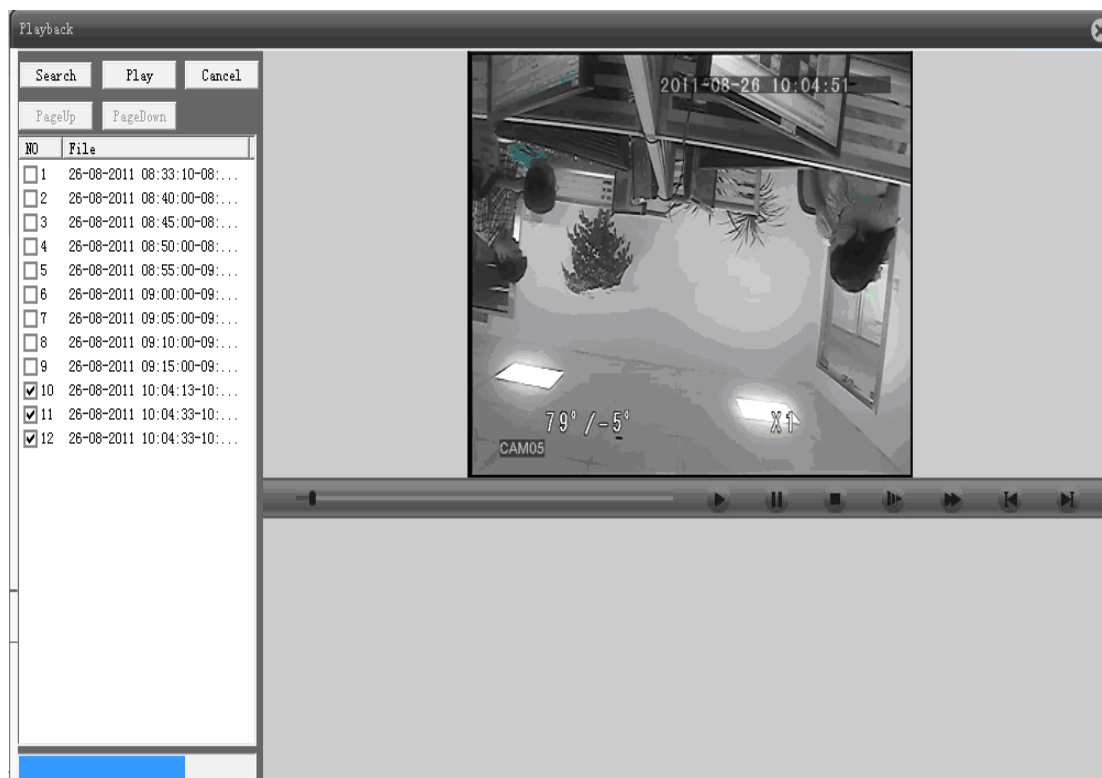 Playback
Search Play Cancel
PageUp PageDown
NO File
1 26-08-2011 08:33:10-08:...
2 26-08-2011 08:40:00-08:...
3 26-08-2011 08:45:00-08:...
4 26-08-2011 08:50:00-08:...
5 26-08-2011 08:55:00-09:...
6 26-08-2011 09:00:00-09:...
7 26-08-2011 09:05:00-09:...
8 26-08-2011 09:10:00-09:...
9 26-08-2011 09:15:00-09:...
10 26-08-2011 10:04:13-10:...
11 26-08-2011 10:04:33-10:...
12 26-08-2011 10:04:33-10:...
2011-08-26 10:04:51
79°/-5° X1
CAM05